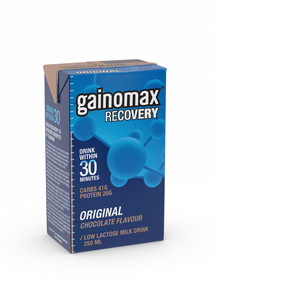 gainomax
RECOVERY
DRINK
WITHIN
30
MINUTES
CARBS 41G
PROTEIN 20G
ORIGINAL
CHOCOLATE FLAVOUR
✓ LOW LACTOSE MILK DRINK
250 ML
30